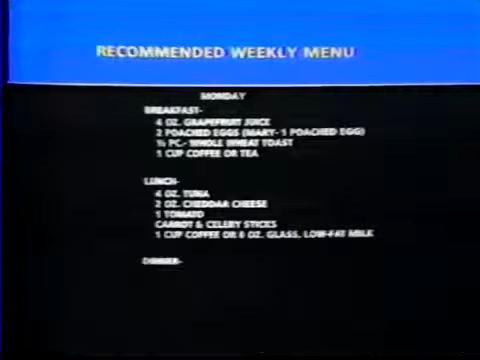 RECOMMENDED WEEKLY MENU
MONDAY
BREAKFAST-
4 OZ. GRAPEFRUIT JUICE
2 POACHED EGGS (MARY- 1 POACHED EGG)
½ PC.- WHOLE WHEAT TOAST
1 CUP COFFEE OR TEA
LUNCH-
4 OZ. TUNA
2 OZ. CHEDDAR CHEESE
1 TOMATO
CARROT & CELERY STICKS
1 CUP COFFEE OR 6 OZ. GLASS, LOW-FAT MILK
DINNER-